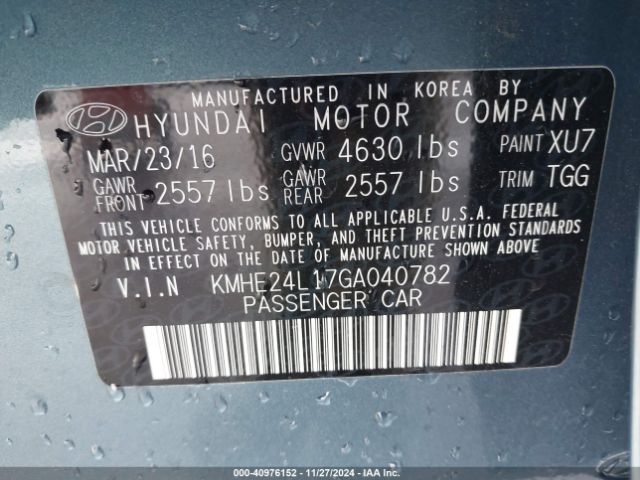 MANUFACTURED IN KOREA BY
HYUNDAI MOTOR COMPANY
MAR/23/16 GVWR 4630 lbs PAINT XU7
GAWR FRONT 2557 lbs GAWR REAR 2557 lbs TRIM TGG
THIS VEHICLE CONFORMS TO ALL APPLICABLE U.S.A. FEDERAL
MOTOR VEHICLE SAFETY, BUMPER, AND THEFT PREVENTION STANDARDS
IN EFFECT ON THE DATE OF MANUFACTURE SHOWN ABOVE
V.I.N KMHE24L17GA040782
PASSENGER CAR
000-40976152 - 11/27/2024 - IAA Inc.